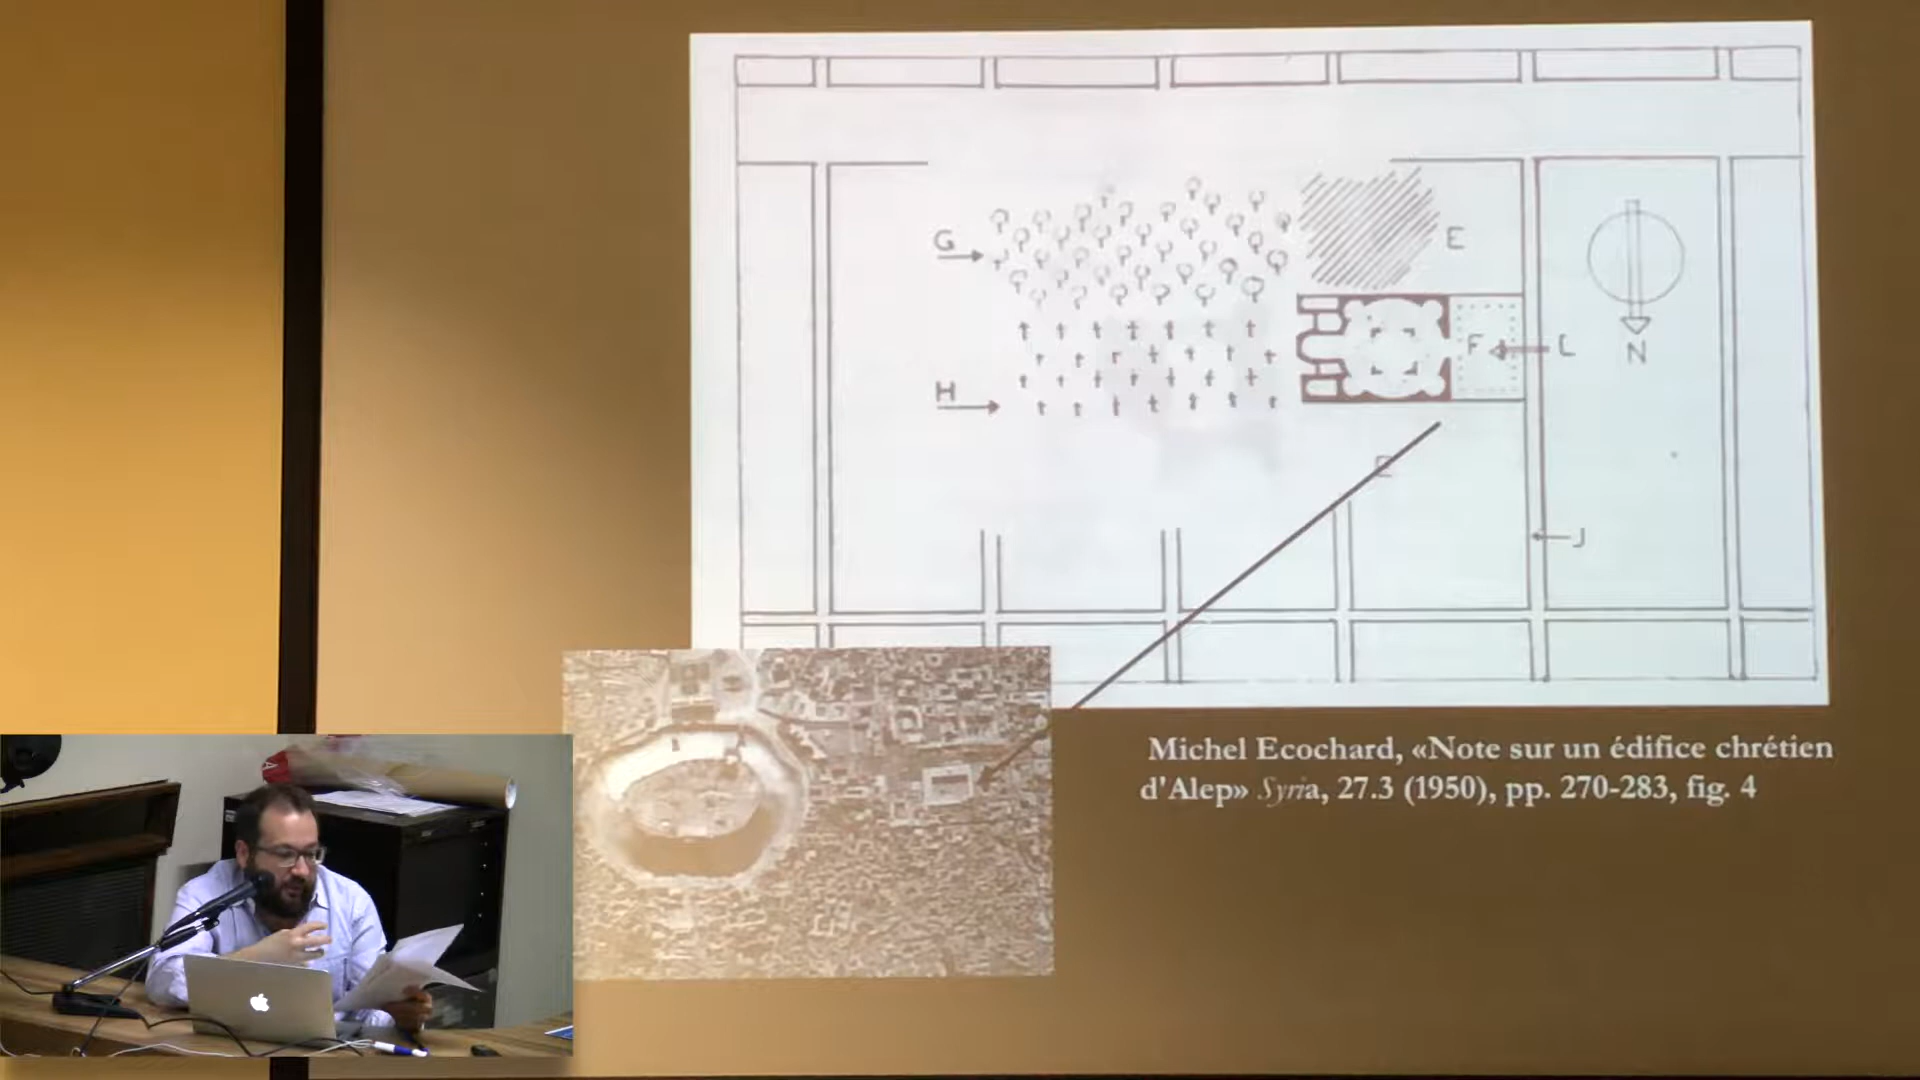 G
E
F
L
N
H
E
J
Michel Ecochard, «Note sur un édifice chrétien
d'Alep» Syria, 27.3 (1950), pp. 270-283, fig. 4